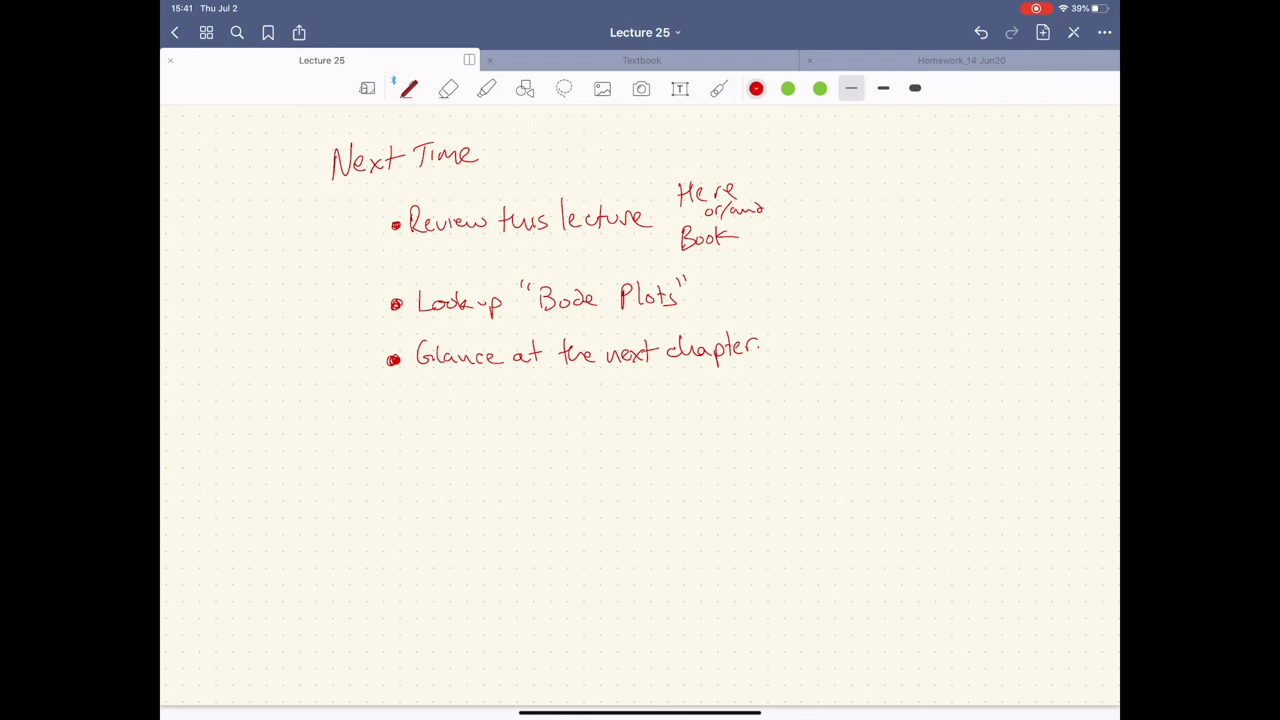 15:41 Thu Jul 2
39%
Lecture 25
Lecture 25
Textbook
Homework_14 Jun20
T
Next Time
Review this lecture
Here
or/and
Book
Look up "Bode Plots"
Glance at the next chapter.